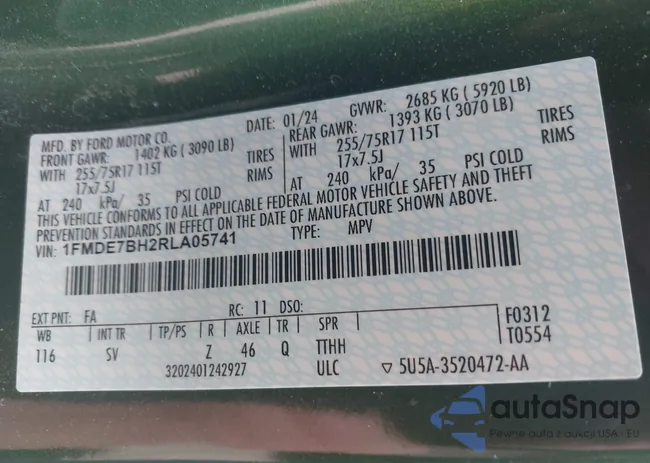 MFD. BY FORD MOTOR CO.
DATE: 01/24 GVWR: 2685 KG ( 5920 LB)
FRONT GAWR: 1402 KG ( 3090 LB) REAR GAWR: 1393 KG ( 3070 LB)
WITH 255/75R17 115T TIRES WITH 255/75R17 115T TIRES
17x7.5J RIMS 17x7.5J RIMS
AT 240 kPa/ 35 PSI COLD AT 240 kPa/ 35 PSI COLD
THIS VEHICLE CONFORMS TO ALL APPLICABLE FEDERAL MOTOR VEHICLE SAFETY AND THEFT
PREVENTION STANDARDS IN EFFECT ON THE DATE OF MANUFACTURE SHOWN ABOVE.
VIN: 1FMDE7BH2RLA05741 TYPE: MPV
EXT PNT: FA RC: 11 DSO: F0312
WB INT TR TP/PS R AXLE TR SPR T0554
116 SV Z 46 Q TTHH
3202401242927 ULC ▽ 5U5A-3520472-AA
autaSnap
Pewne auta z aukcji USA - EU